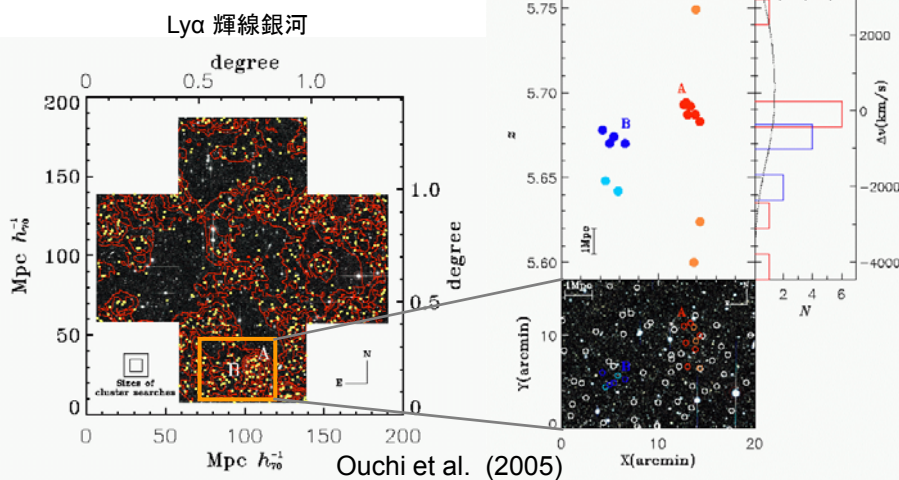 Lyα 輝線銀河
degree
0 0.5 1.0
200
150
100
50
0
Mpc h₇₀⁻¹
1.0
0.5
0
degree
A
B
N
E
Sizes of
cluster searches
0 50 100 150 200
Mpc h₇₀⁻¹
Ouchi et al. (2005)
5.75
5.70
5.65
5.60
z
A
B
1Mpc
2000
0
−2000
−4000
Δv(km/s)
2 4 6
N
1Mpc
A
B
10
0
Y(arcmin)
0 10 20
X(arcmin)